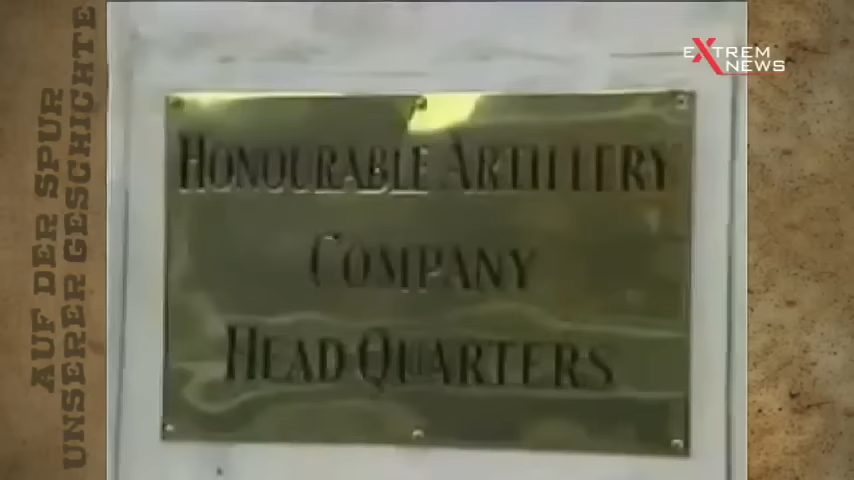 AUF DER SPUR
UNSERER GESCHICHTE
EXTREM
NEWS
HONOURABLE ARTILLERY
COMPANY
HEAD QUARTERS